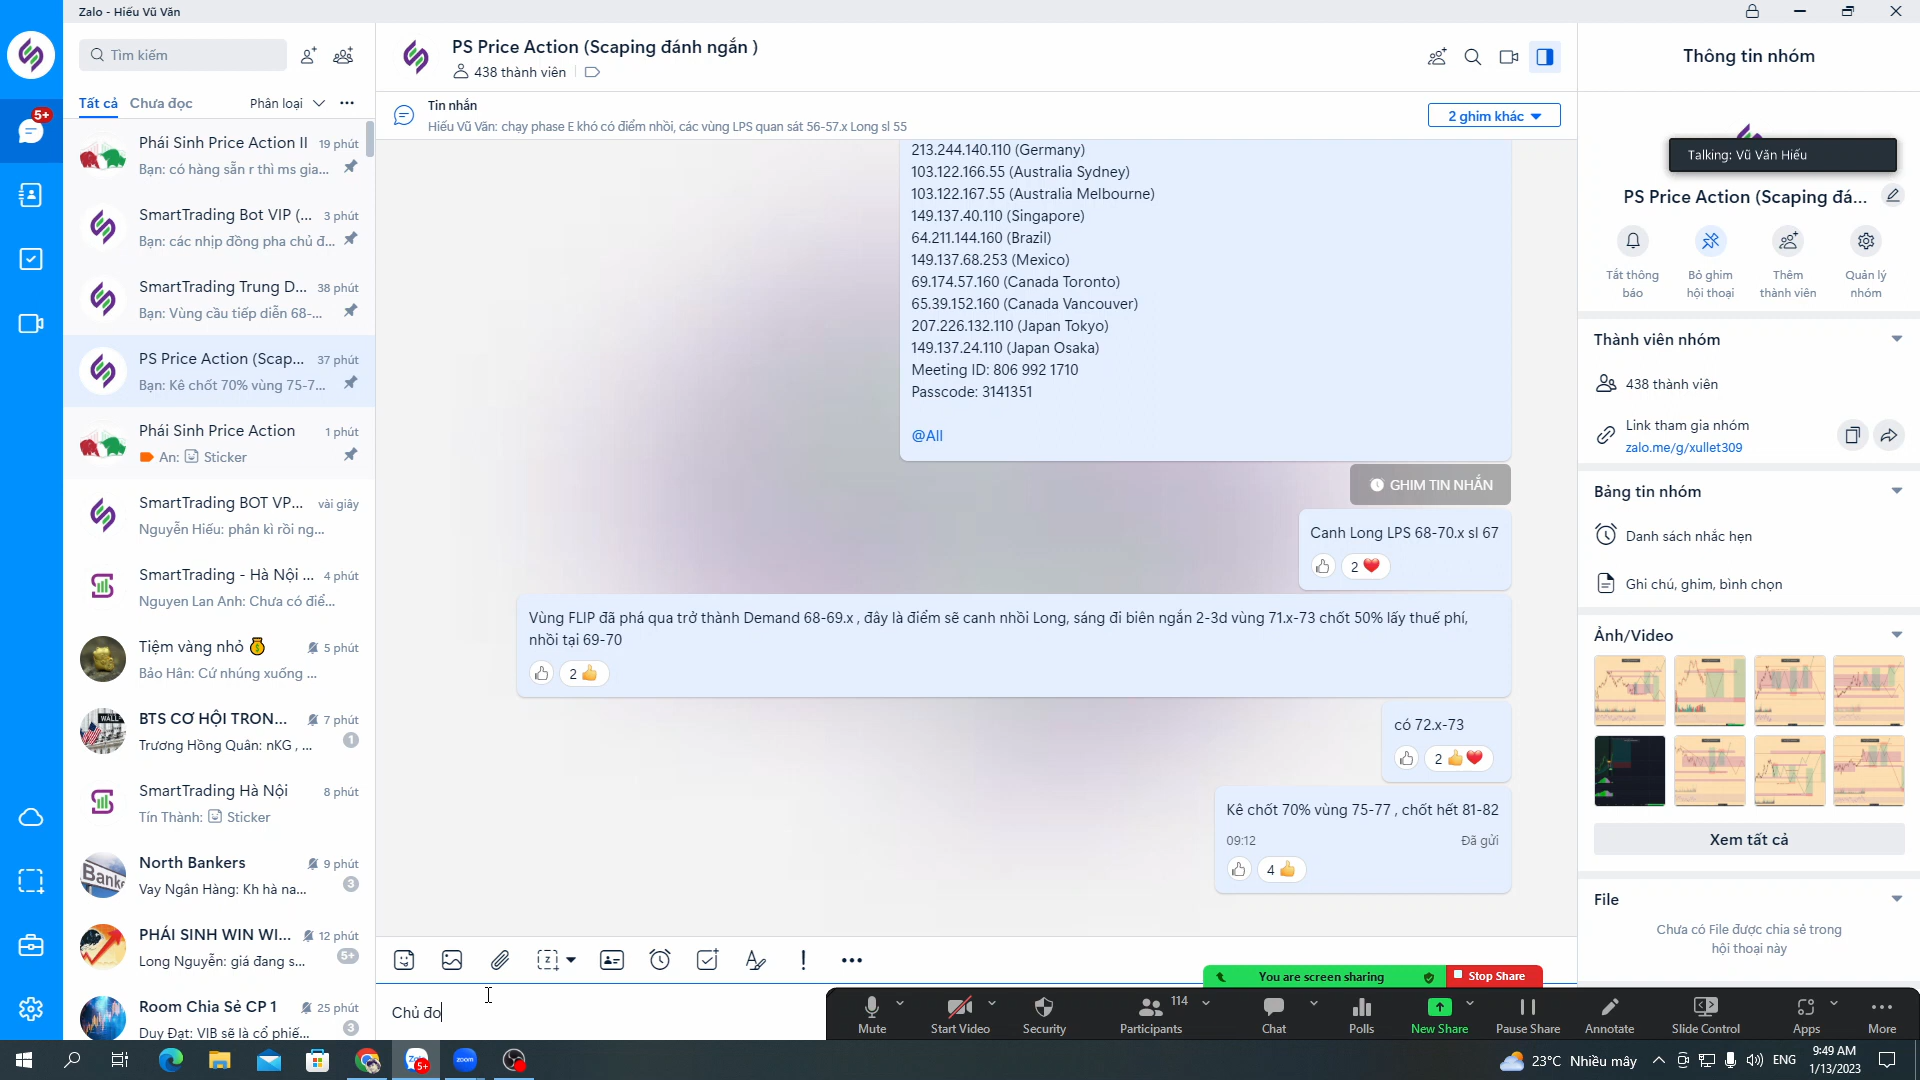 Zalo - Hiếu Vũ Văn
Tìm kiếm
Tất cả
Chưa đọc
Phân loại
5+
Phái Sinh Price Action II
19 phút
Bạn: có hàng sẵn r thì ms gia...
SmartTrading Bot VIP (...
3 phút
Bạn: các nhịp đồng pha chủ đ...
SmartTrading Trung D...
38 phút
Bạn: Vùng cầu tiếp diễn 68-...
PS Price Action (Scap...
37 phút
Bạn: Kê chốt 70% vùng 75-7...
Phái Sinh Price Action
1 phút
An: Sticker
SmartTrading BOT VP...
vài giây
Nguyễn Hiếu: phân kì rồi ng...
SmartTrading - Hà Nội ...
4 phút
Nguyen Lan Anh: Chưa có điể...
Tiệm vàng nhỏ
5 phút
Bảo Hân: Cứ nhúng xuống ...
BTS CƠ HỘI TRON...
7 phút
Trương Hồng Quân: nKG , ...
1
SmartTrading Hà Nội
8 phút
Tín Thành: Sticker
North Bankers
9 phút
Vay Ngân Hàng: Kh hà na...
3
PHÁI SINH WIN WI...
12 phút
Long Nguyễn: giá đang s...
5+
Room Chia Sẻ CP 1
25 phút
Duy Đạt: VIB sẽ là cổ phiế...
3
PS Price Action (Scaping đánh ngắn )
438 thành viên
Tin nhắn
Hiếu Vũ Văn: chạy phase E khó có điểm nhồi, các vùng LPS quan sát 56-57.x Long sl 55
2 ghim khác
213.244.140.110 (Germany)
103.122.166.55 (Australia Sydney)
103.122.167.55 (Australia Melbourne)
149.137.40.110 (Singapore)
64.211.144.160 (Brazil)
149.137.68.253 (Mexico)
69.174.57.160 (Canada Toronto)
65.39.152.160 (Canada Vancouver)
207.226.132.110 (Japan Tokyo)
149.137.24.110 (Japan Osaka)
Meeting ID: 806 992 1710
Passcode: 3141351
@All
GHIM TIN NHẮN
Canh Long LPS 68-70.x sl 67
2
Vùng FLIP đã phá qua trở thành Demand 68-69.x , đây là điểm sẽ canh nhồi Long, sáng đi biên ngắn 2-3d vùng 71.x-73 chốt 50% lấy thuế phí,
nhồi tại 69-70
2
có 72.x-73
2
Kê chốt 70% vùng 75-77 , chốt hết 81-82
09:12
Đã gửi
4
Chủ đo
Thông tin nhóm
Talking: Vũ Văn Hiếu
PS Price Action (Scaping đá...
Tắt thông báo
Bỏ ghim hội thoại
Thêm thành viên
Quản lý nhóm
Thành viên nhóm
438 thành viên
Link tham gia nhóm
zalo.me/g/xullet309
Bảng tin nhóm
Danh sách nhắc hẹn
Ghi chú, ghim, bình chọn
Ảnh/Video
Xem tất cả
File
Chưa có File được chia sẻ trong
hội thoại này
You are screen sharing
Stop Share
Mute
Start Video
Security
Participants
114
Chat
Polls
New Share
Pause Share
Annotate
Slide Control
Apps
More
23°C Nhiều mây
ENG
9:49 AM
1/13/2023